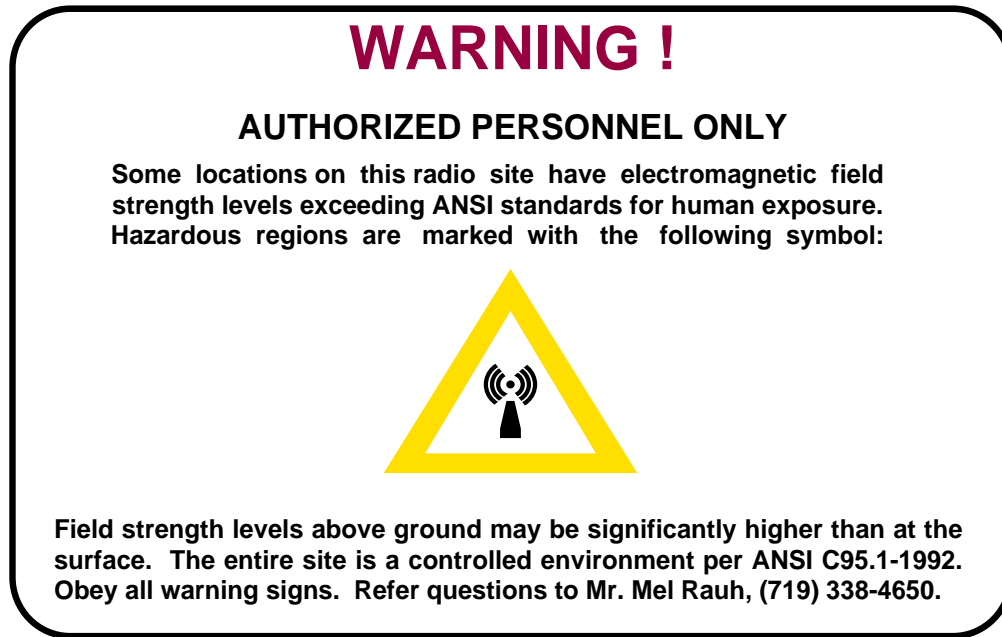 WARNING !
AUTHORIZED PERSONNEL ONLY
Some locations on this radio site have electromagnetic field
strength levels exceeding ANSI standards for human exposure.
Hazardous regions are marked with the following symbol:
Field strength levels above ground may be significantly higher than at the
surface. The entire site is a controlled environment per ANSI C95.1-1992.
Obey all warning signs. Refer questions to Mr. Mel Rauh, (719) 338-4650.